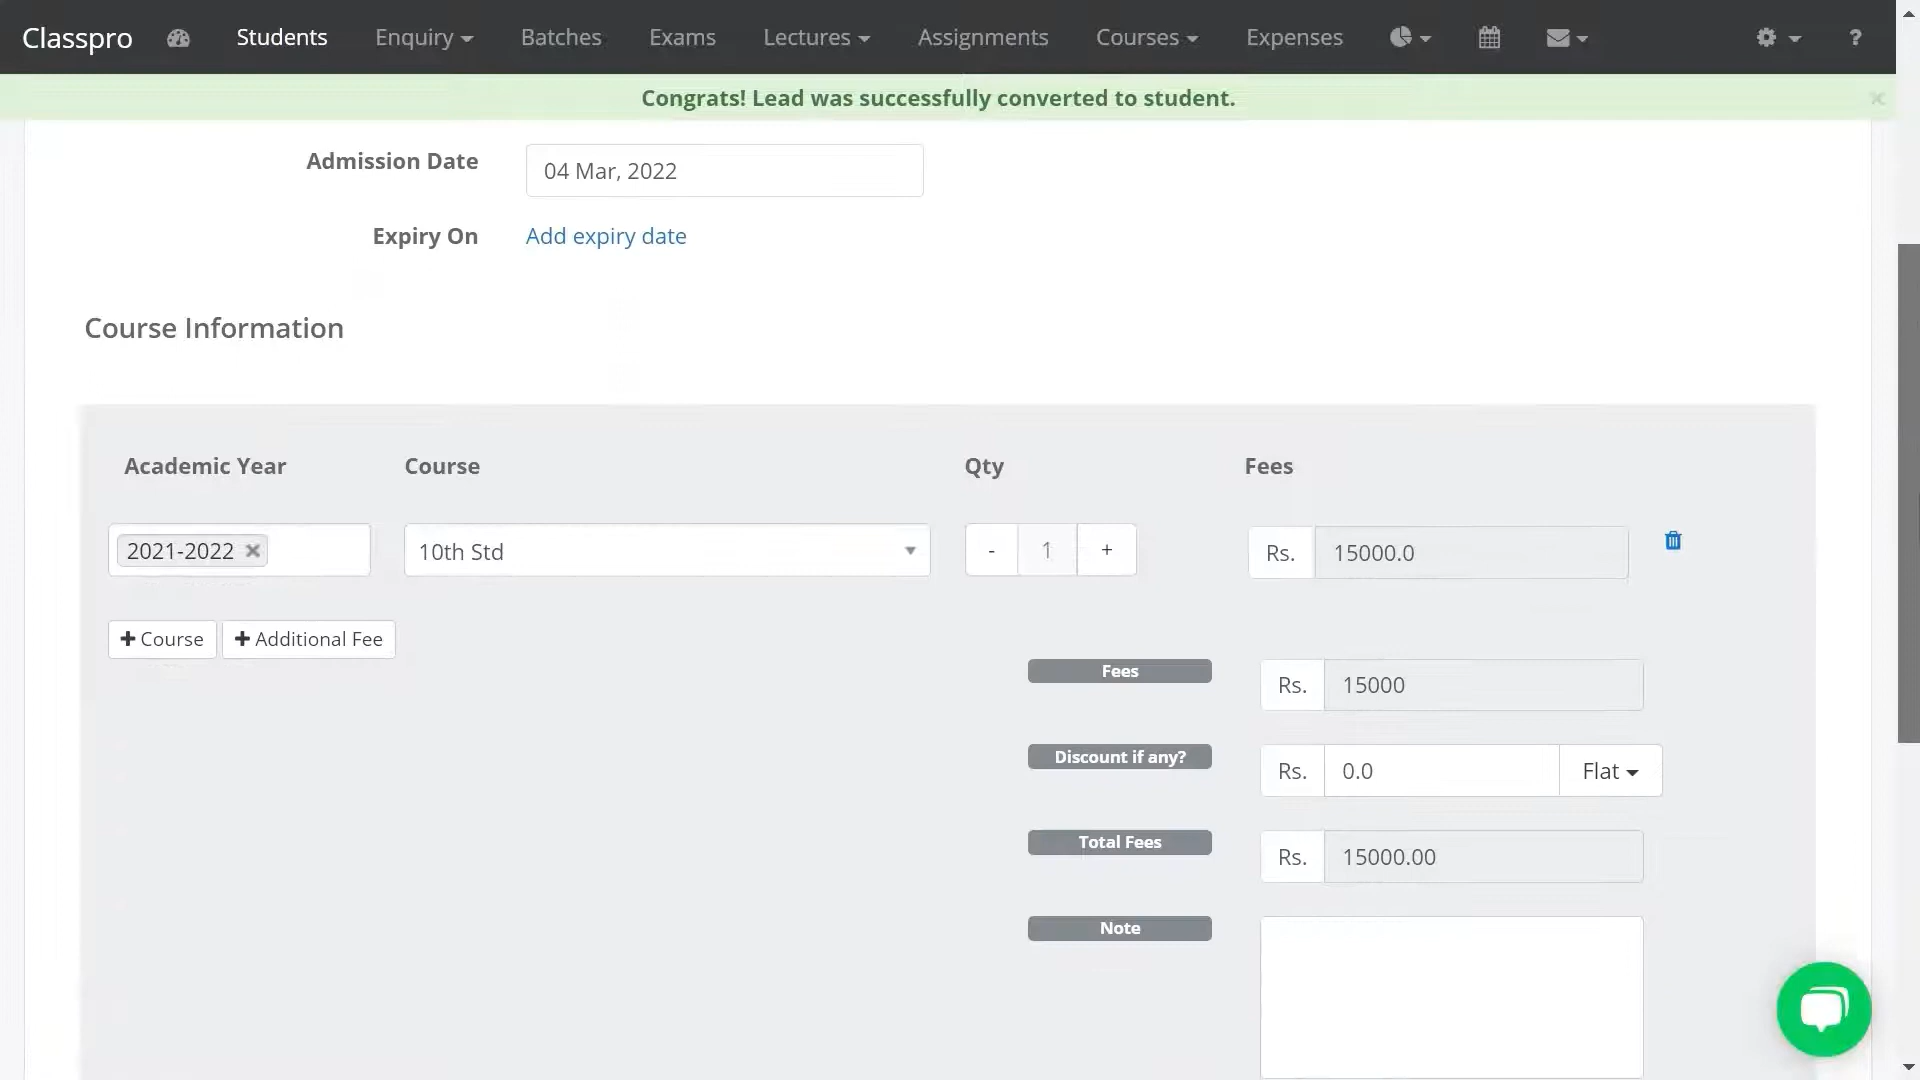 Classpro Students Enquiry Batches Exams Lectures Assignments Courses Expenses ?
Congrats! Lead was successfully converted to student. ×
Admission Date 04 Mar, 2022
Expiry On Add expiry date
Course Information
Academic Year Course Qty Fees
2021-2022 × 10th Std - 1 + Rs. 15000.0
+ Course + Additional Fee
Fees Rs. 15000
Discount if any? Rs. 0.0 Flat
Total Fees Rs. 15000.00
Note